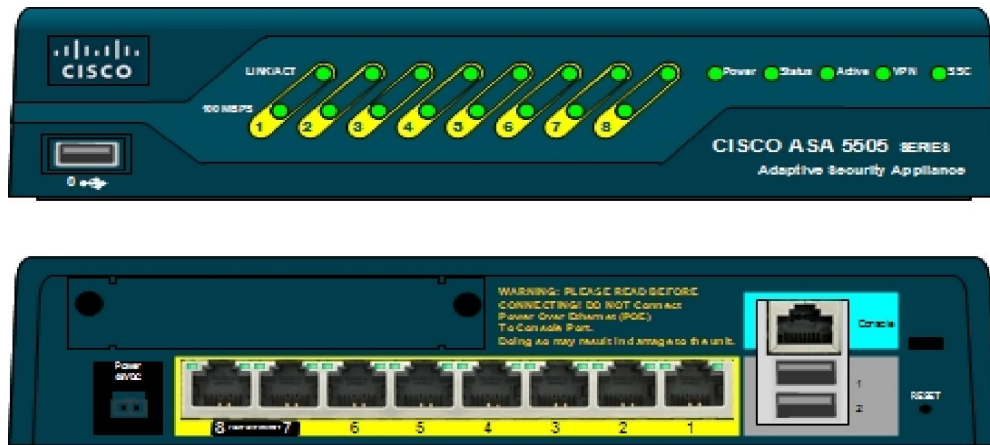 CISCO
LINK/ACT
Power Status Active VPN SSC
100 MBPS
1 2 3 4 5 6 7 8
CISCO ASA 5505 SERIES
Adaptive Security Appliance
0
WARNING: PLEASE READ BEFORE
CONNECTING! DO NOT Connect
Power Over Ethernet (POE)
To Console Port.
Doing so may result in damage to the unit.
Console
Power
48VDC
1
2
RESET
8 7 6 5 4 3 2 1